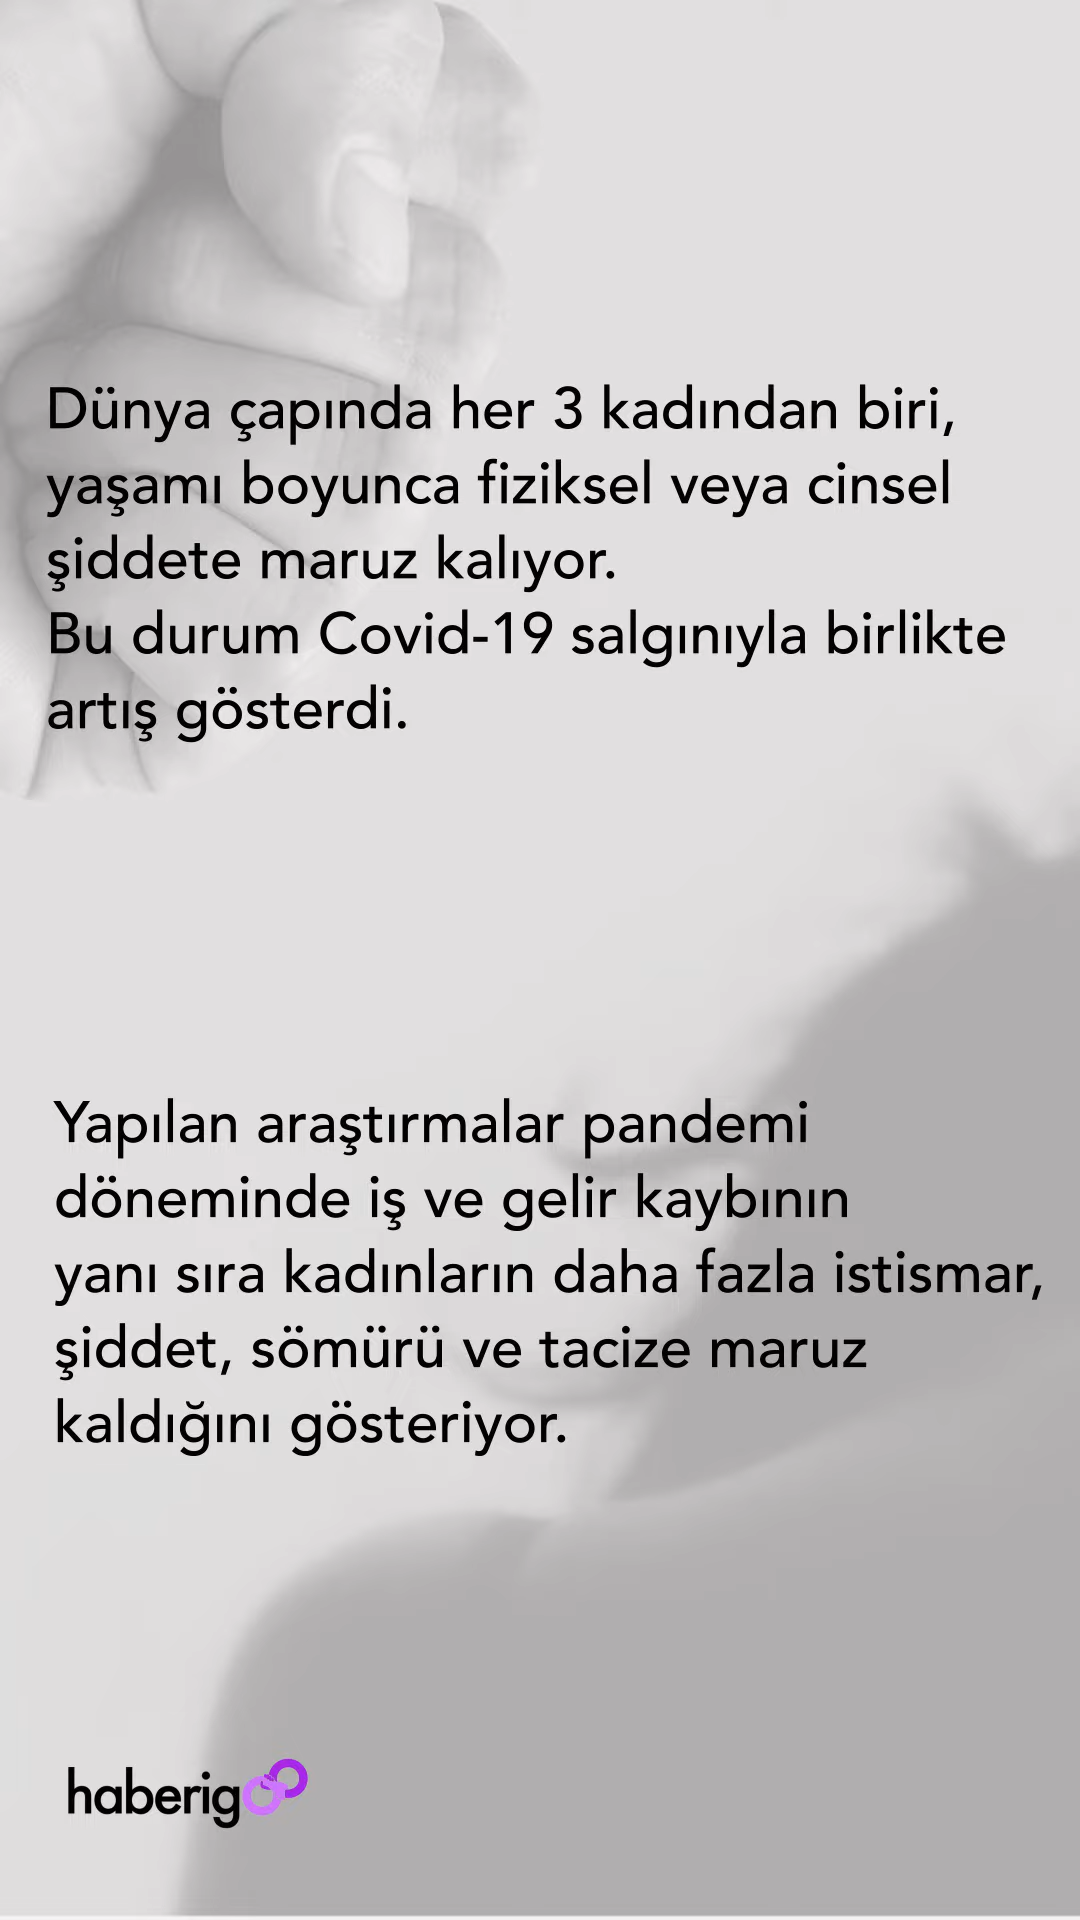 Dünya çapında her 3 kadından biri,
yaşamı boyunca fiziksel veya cinsel
şiddete maruz kalıyor.
Bu durum Covid-19 salgınıyla birlikte
artış gösterdi.
Yapılan araştırmalar pandemi
döneminde iş ve gelir kaybının
yanı sıra kadınların daha fazla istismar,
şiddet, sömürü ve tacize maruz
kaldığını gösteriyor.
haberigoo